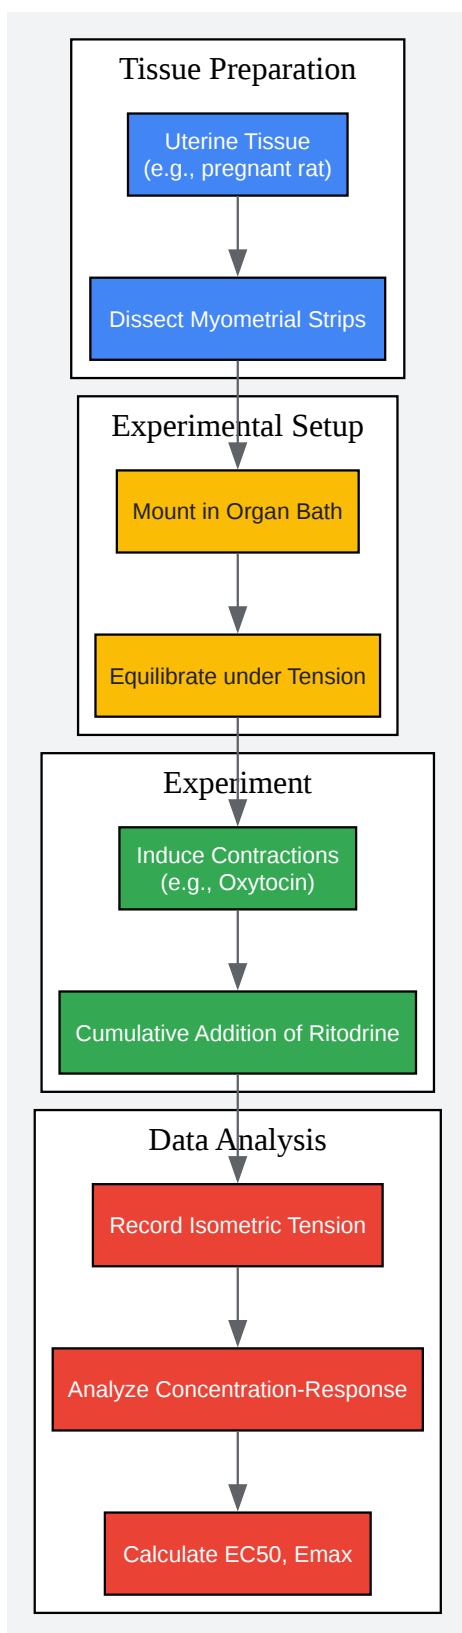 Tissue Preparation
Uterine Tissue
(e.g., pregnant rat)
Dissect Myometrial Strips
Experimental Setup
Mount in Organ Bath
Equilibrate under Tension
Experiment
Induce Contractions
(e.g., Oxytocin)
Cumulative Addition of Ritodrine
Data Analysis
Record Isometric Tension
Analyze Concentration-Response
Calculate EC50, Emax